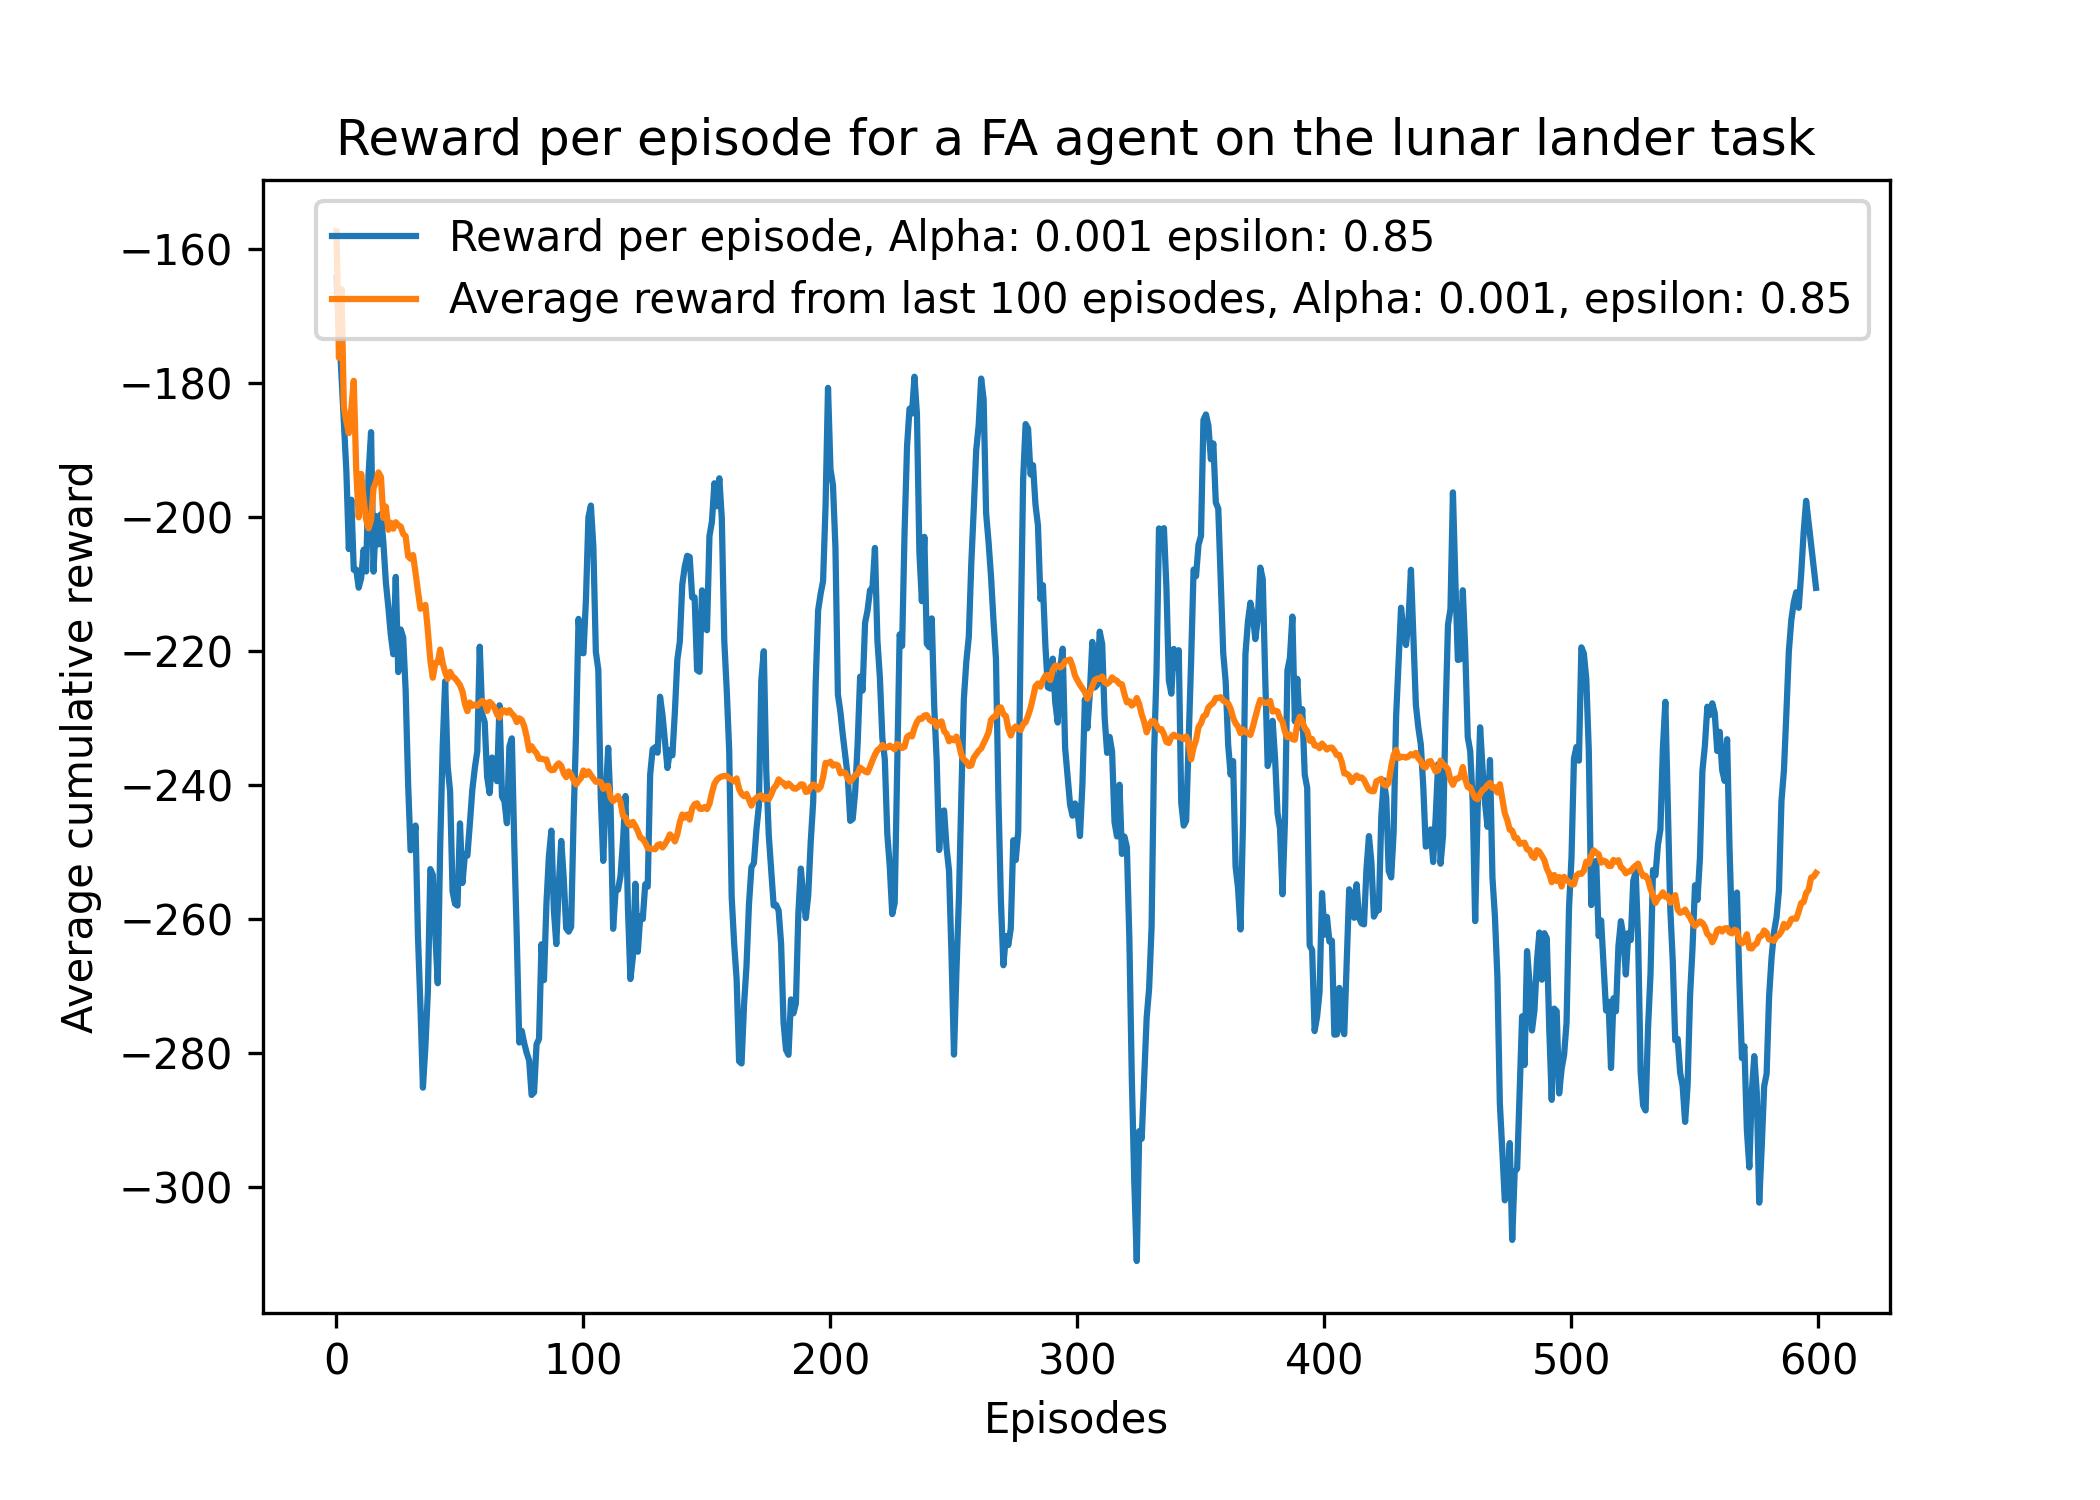 Reward per episode for a FA agent on the lunar lander task
Reward per episode, Alpha: 0.001 epsilon: 0.85
Average reward from last 100 episodes, Alpha: 0.001, epsilon: 0.85
Average cumulative reward
−160
−180
−200
−220
−240
−260
−280
−300
0 100 200 300 400 500 600
Episodes